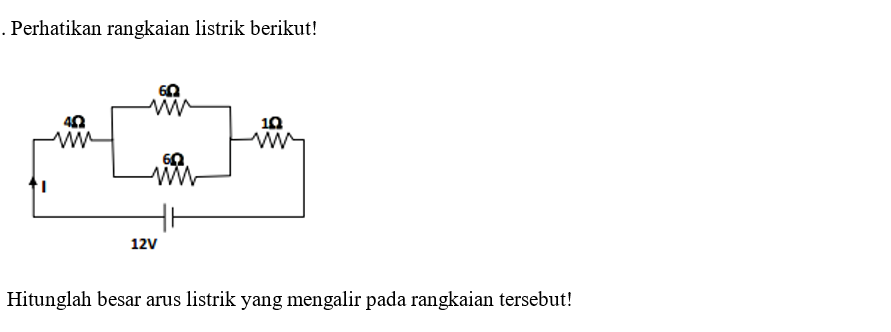 . Perhatikan rangkaian listrik berikut!
6Ω
4Ω
1Ω
6Ω
I
12V
Hitunglah besar arus listrik yang mengalir pada rangkaian tersebut!